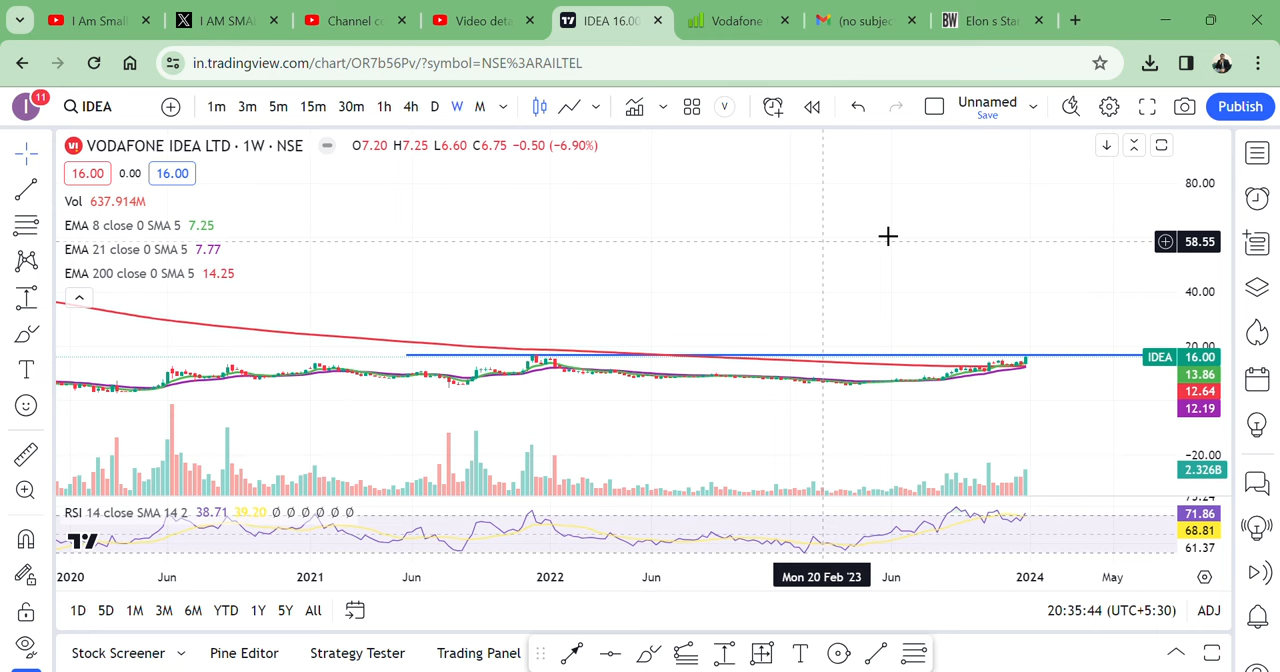 I Am Small
I AM SMA
Channel co
Video deta
IDEA 16.00
Vodafone
(no subjec
BW
Elon s Star
in.tradingview.com/chart/OR7b56Pv/?symbol=NSE%3ARAILTEL
11
I
IDEA
1m 3m 5m 15m 30m 1h 4h D W M
V
Unnamed
Save
Publish
VODAFONE IDEA LTD · 1W · NSE
O7.20 H7.25 L6.60 C6.75 −0.50 (−6.90%)
16.00 0.00 16.00
Vol 637.914M
EMA 8 close 0 SMA 5 7.25
EMA 21 close 0 SMA 5 7.77
EMA 200 close 0 SMA 5 14.25
80.00
58.55
40.00
20.00
IDEA 16.00
13.86
12.64
12.19
−20.00
2.326B
RSI 14 close SMA 14 2 38.71 39.20 Ø Ø Ø Ø Ø Ø
71.86
68.81
61.37
2020 Jun 2021 Jun 2022 Jun Mon 20 Feb '23 Jun 2024 May
1D 5D 1M 3M 6M YTD 1Y 5Y All
20:35:44 (UTC+5:30) ADJ
Stock Screener Pine Editor Strategy Tester Trading Panel